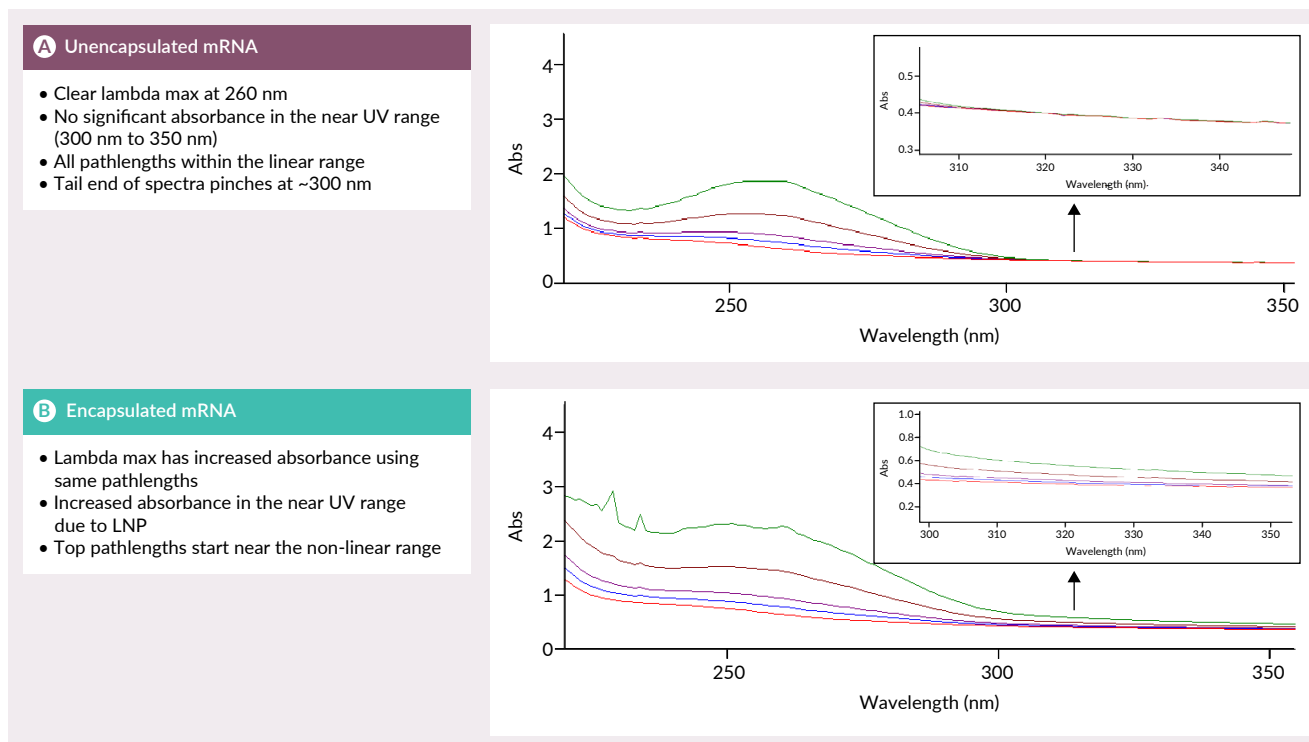 A Unencapsulated mRNA
• Clear lambda max at 260 nm
• No significant absorbance in the near UV range
(300 nm to 350 nm)
• All pathlengths within the linear range
• Tail end of spectra pinches at ~300 nm
4
3
2
1
0
Abs
250
300
350
Wavelength (nm)
0.5
0.4
0.3
Abs
310
320
330
340
Wavelength (nm).
B Encapsulated mRNA
• Lambda max has increased absorbance using
same pathlengths
• Increased absorbance in the near UV range
due to LNP
• Top pathlengths start near the non-linear range
4
3
2
1
0
Abs
250
300
350
Wavelength (nm)
1.0
0.8
0.6
0.4
0.2
Abs
300
310
320
330
340
350
Wavelength (nm)